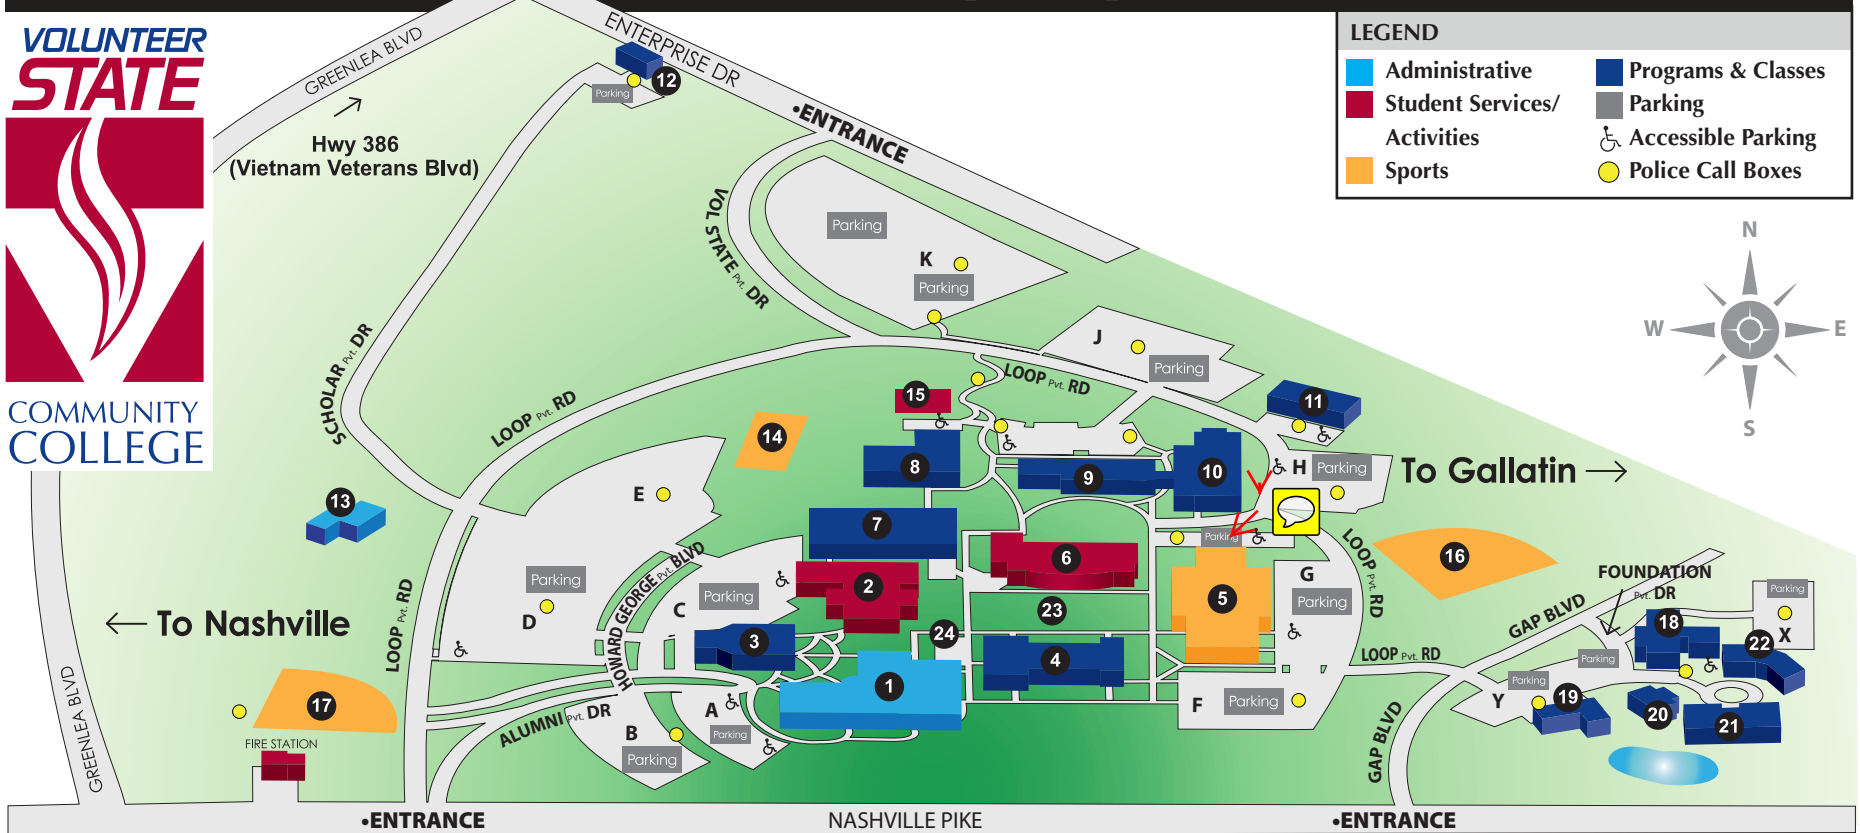 VOLUNTEER
STATE
COMMUNITY
COLLEGE
LEGEND
Administrative
Student Services/
Activities
Sports
Programs & Classes
Parking
Accessible Parking
Police Call Boxes
GREENLEA BLVD
Hwy 386
(Vietnam Veterans Blvd)
ENTERPRISE DR
12
Parking
•ENTRANCE
VOL STATE Pvt. DR
Parking
K
Parking
N
W
E
S
J
Parking
SCHOLAR Pvt. DR
LOOP Pvt. RD
LOOP Pvt. RD
15
11
14
8
9
10
H
Parking
To Gallatin
E
13
7
Parking
6
LOOP Pvt. RD
16
2
5
G
Parking
FOUNDATION
Pvt. DR
GAP BLVD
Parking
X
Parking
D
HOWARD GEORGE Pvt. BLVD
C
Parking
To Nashville
LOOP Pvt. RD
23
24
3
4
LOOP Pvt. RD
18
22
Parking
Parking
Y
19
20
21
1
F
Parking
GREENLEA BLVD
17
ALUMNI Pvt. DR
A
Parking
B
Parking
GAP BLVD
FIRE STATION
•ENTRANCE
NASHVILLE PIKE
•ENTRANCE